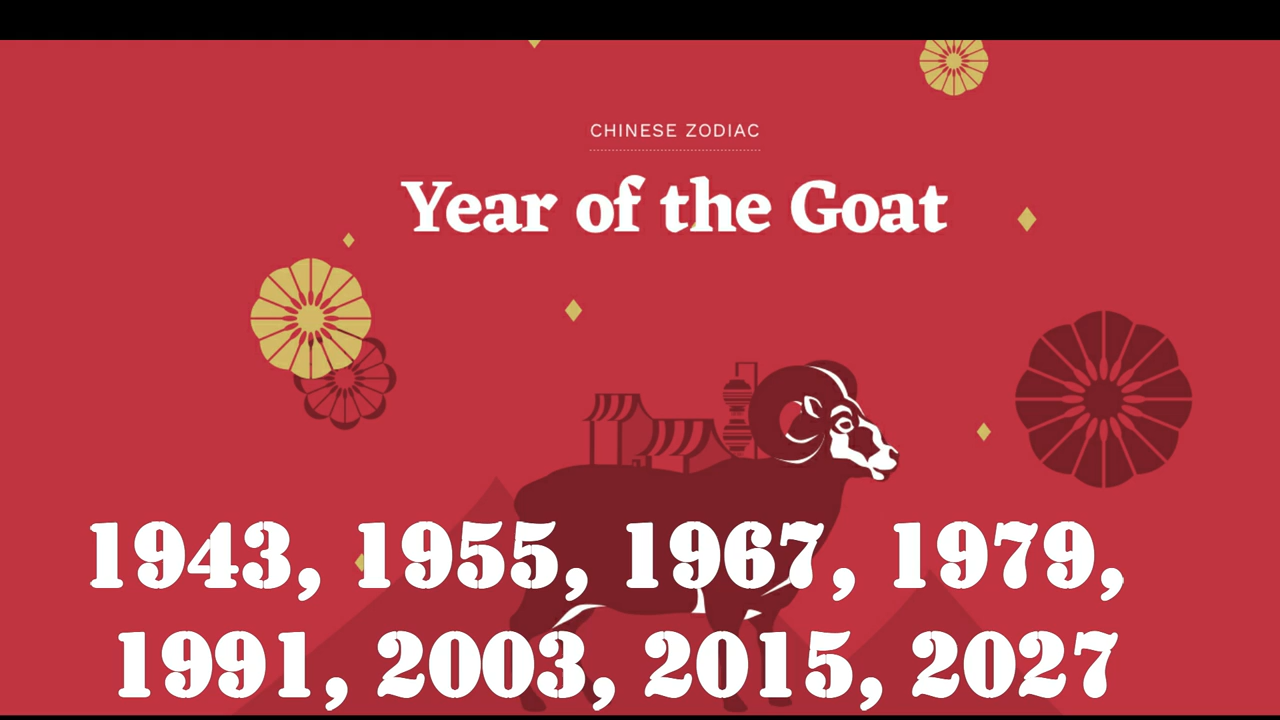 CHINESE ZODIAC
Year of the Goat
1943, 1955, 1967, 1979,
1991, 2003, 2015, 2027